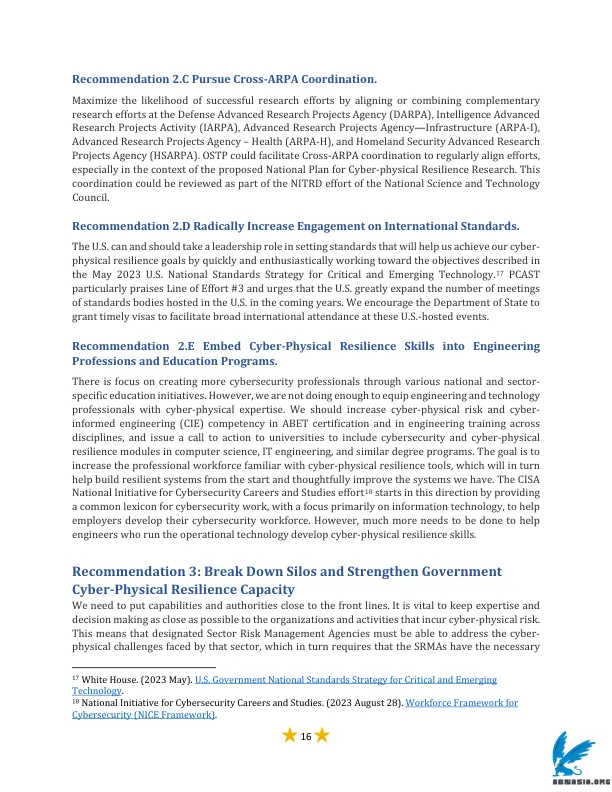 Recommendation 2.C Pursue Cross-ARPA Coordination.
Maximize the likelihood of successful research efforts by aligning or combining complementary
research efforts at the Defense Advanced Research Projects Agency (DARPA), Intelligence Advanced
Research Projects Activity (IARPA), Advanced Research Projects Agency—Infrastructure (ARPA-I),
Advanced Research Projects Agency – Health (ARPA-H), and Homeland Security Advanced Research
Projects Agency (HSARPA). OSTP could facilitate Cross-ARPA coordination to regularly align efforts,
especially in the context of the proposed National Plan for Cyber-physical Resilience Research. This
coordination could be reviewed as part of the NITRD effort of the National Science and Technology
Council.
Recommendation 2.D Radically Increase Engagement on International Standards.
The U.S. can and should take a leadership role in setting standards that will help us achieve our cyber-
physical resilience goals by quickly and enthusiastically working toward the objectives described in
the May 2023 U.S. National Standards Strategy for Critical and Emerging Technology.17 PCAST
particularly praises Line of Effort #3 and urges that the U.S. greatly expand the number of meetings
of standards bodies hosted in the U.S. in the coming years. We encourage the Department of State to
grant timely visas to facilitate broad international attendance at these U.S.-hosted events.
Recommendation 2.E Embed Cyber-Physical Resilience Skills into Engineering
Professions and Education Programs.
There is focus on creating more cybersecurity professionals through various national and sector-
specific education initiatives. However, we are not doing enough to equip engineering and technology
professionals with cyber-physical expertise. We should increase cyber-physical risk and cyber-
informed engineering (CIE) competency in ABET certification and in engineering training across
disciplines, and issue a call to action to universities to include cybersecurity and cyber-physical
resilience modules in computer science, IT engineering, and similar degree programs. The goal is to
increase the professional workforce familiar with cyber-physical resilience tools, which will in turn
help build resilient systems from the start and thoughtfully improve the systems we have. The CISA
National Initiative for Cybersecurity Careers and Studies effort18 starts in this direction by providing
a common lexicon for cybersecurity work, with a focus primarily on information technology, to help
employers develop their cybersecurity workforce. However, much more needs to be done to help
engineers who run the operational technology develop cyber-physical resilience skills.
Recommendation 3: Break Down Silos and Strengthen Government
Cyber-Physical Resilience Capacity
We need to put capabilities and authorities close to the front lines. It is vital to keep expertise and
decision making as close as possible to the organizations and activities that incur cyber-physical risk.
This means that designated Sector Risk Management Agencies must be able to address the cyber-
physical challenges faced by that sector, which in turn requires that the SRMAs have the necessary
17 White House. (2023 May). U.S. Government National Standards Strategy for Critical and Emerging
Technology.
18 National Initiative for Cybersecurity Careers and Studies. (2023 August 28). Workforce Framework for
Cybersecurity (NICE Framework).
16
ABNASIA.ORG